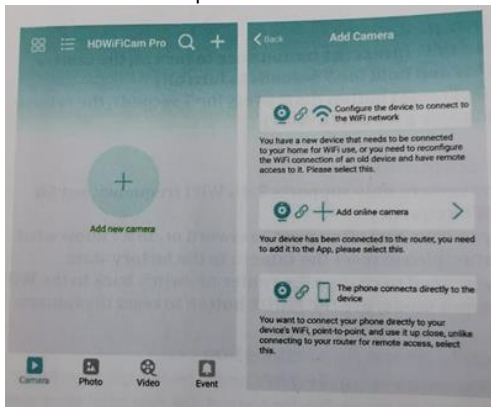 HDWiFiCam Pro
Add new camera
Camera
Photo
Video
Event
Back
Add Camera
Configure the device to connect to
the WiFi network
You have a new device that needs to be connected
to your home for WiFi use, or you need to reconfigure
the WiFi connection of an old device and have remote
access to it. Please select this.
Add online camera
Your device has been connected to the router, you need
to add it to the App, please select this.
The phone connects directly to the
device
You want to connect your phone directly to your
device's WiFi, point-to-point, and use it up close, unlike
connecting to your router for remote access, select
this.